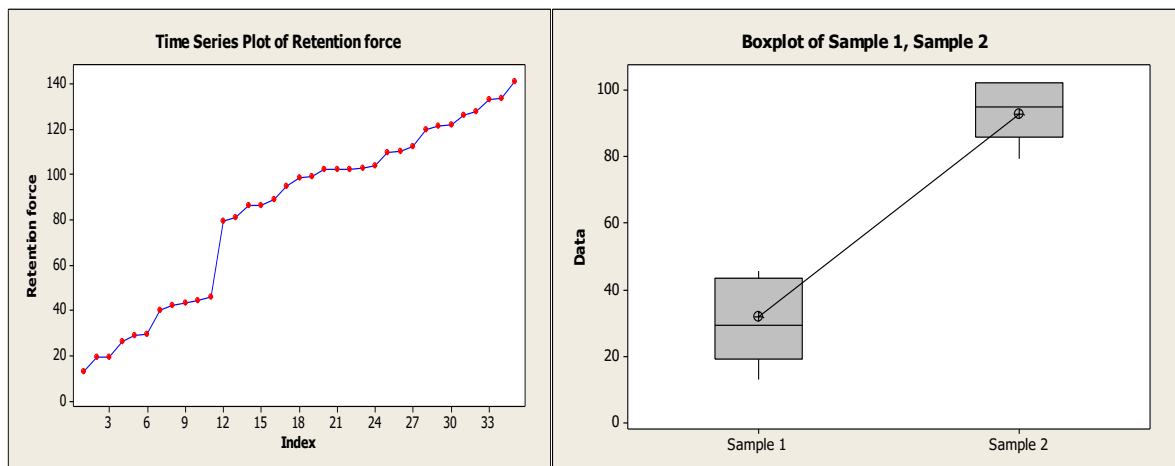 Time Series Plot of Retention force
Retention force
140
120
100
80
60
40
20
0
3 6 9 12 15 18 21 24 27 30 33
Index
Boxplot of Sample 1, Sample 2
Data
100
80
60
40
20
0
Sample 1 Sample 2